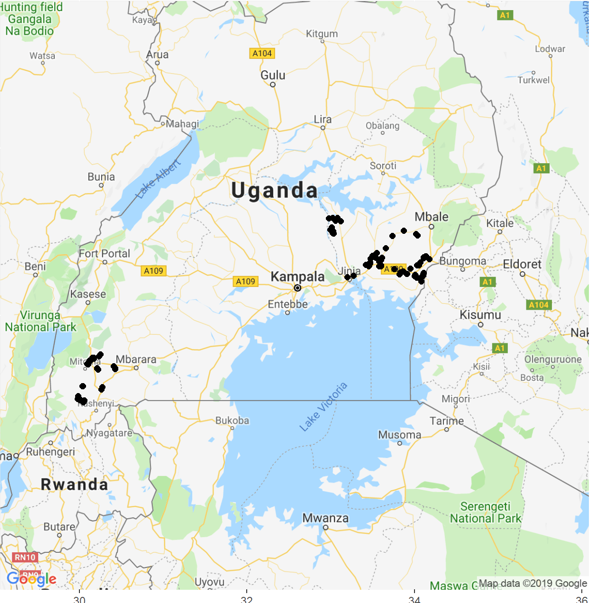 Hunting field
Gangala
Na Bodio
Watsa
Kaya
Arua
A104
Kitgum
A1
Lodwar
Gulu
Turkwel
Mahagi
Lira
Obalang
A1
Soroti
Bunia
Lake Albert
Uganda
Mbale
Kitale
Fort Portal
Beni
A109
Bungoma
Eldoret
Kampala
Jinja
A109
A1
Kasese
Entebbe
A104
Virunga
National Park
Kisumu
A1
Mbarara
Olenguruone
Kisii
Bosta
Lake Victoria
Migori
Nyagatare
Bukoba
Tarime
Musoma
Ruhengeri
Rwanda
Serengeti
National Park
Mwanza
Butare
RN10
Google
Uyovu
Maswa
Map data ©2019 Google
30
32
34
36